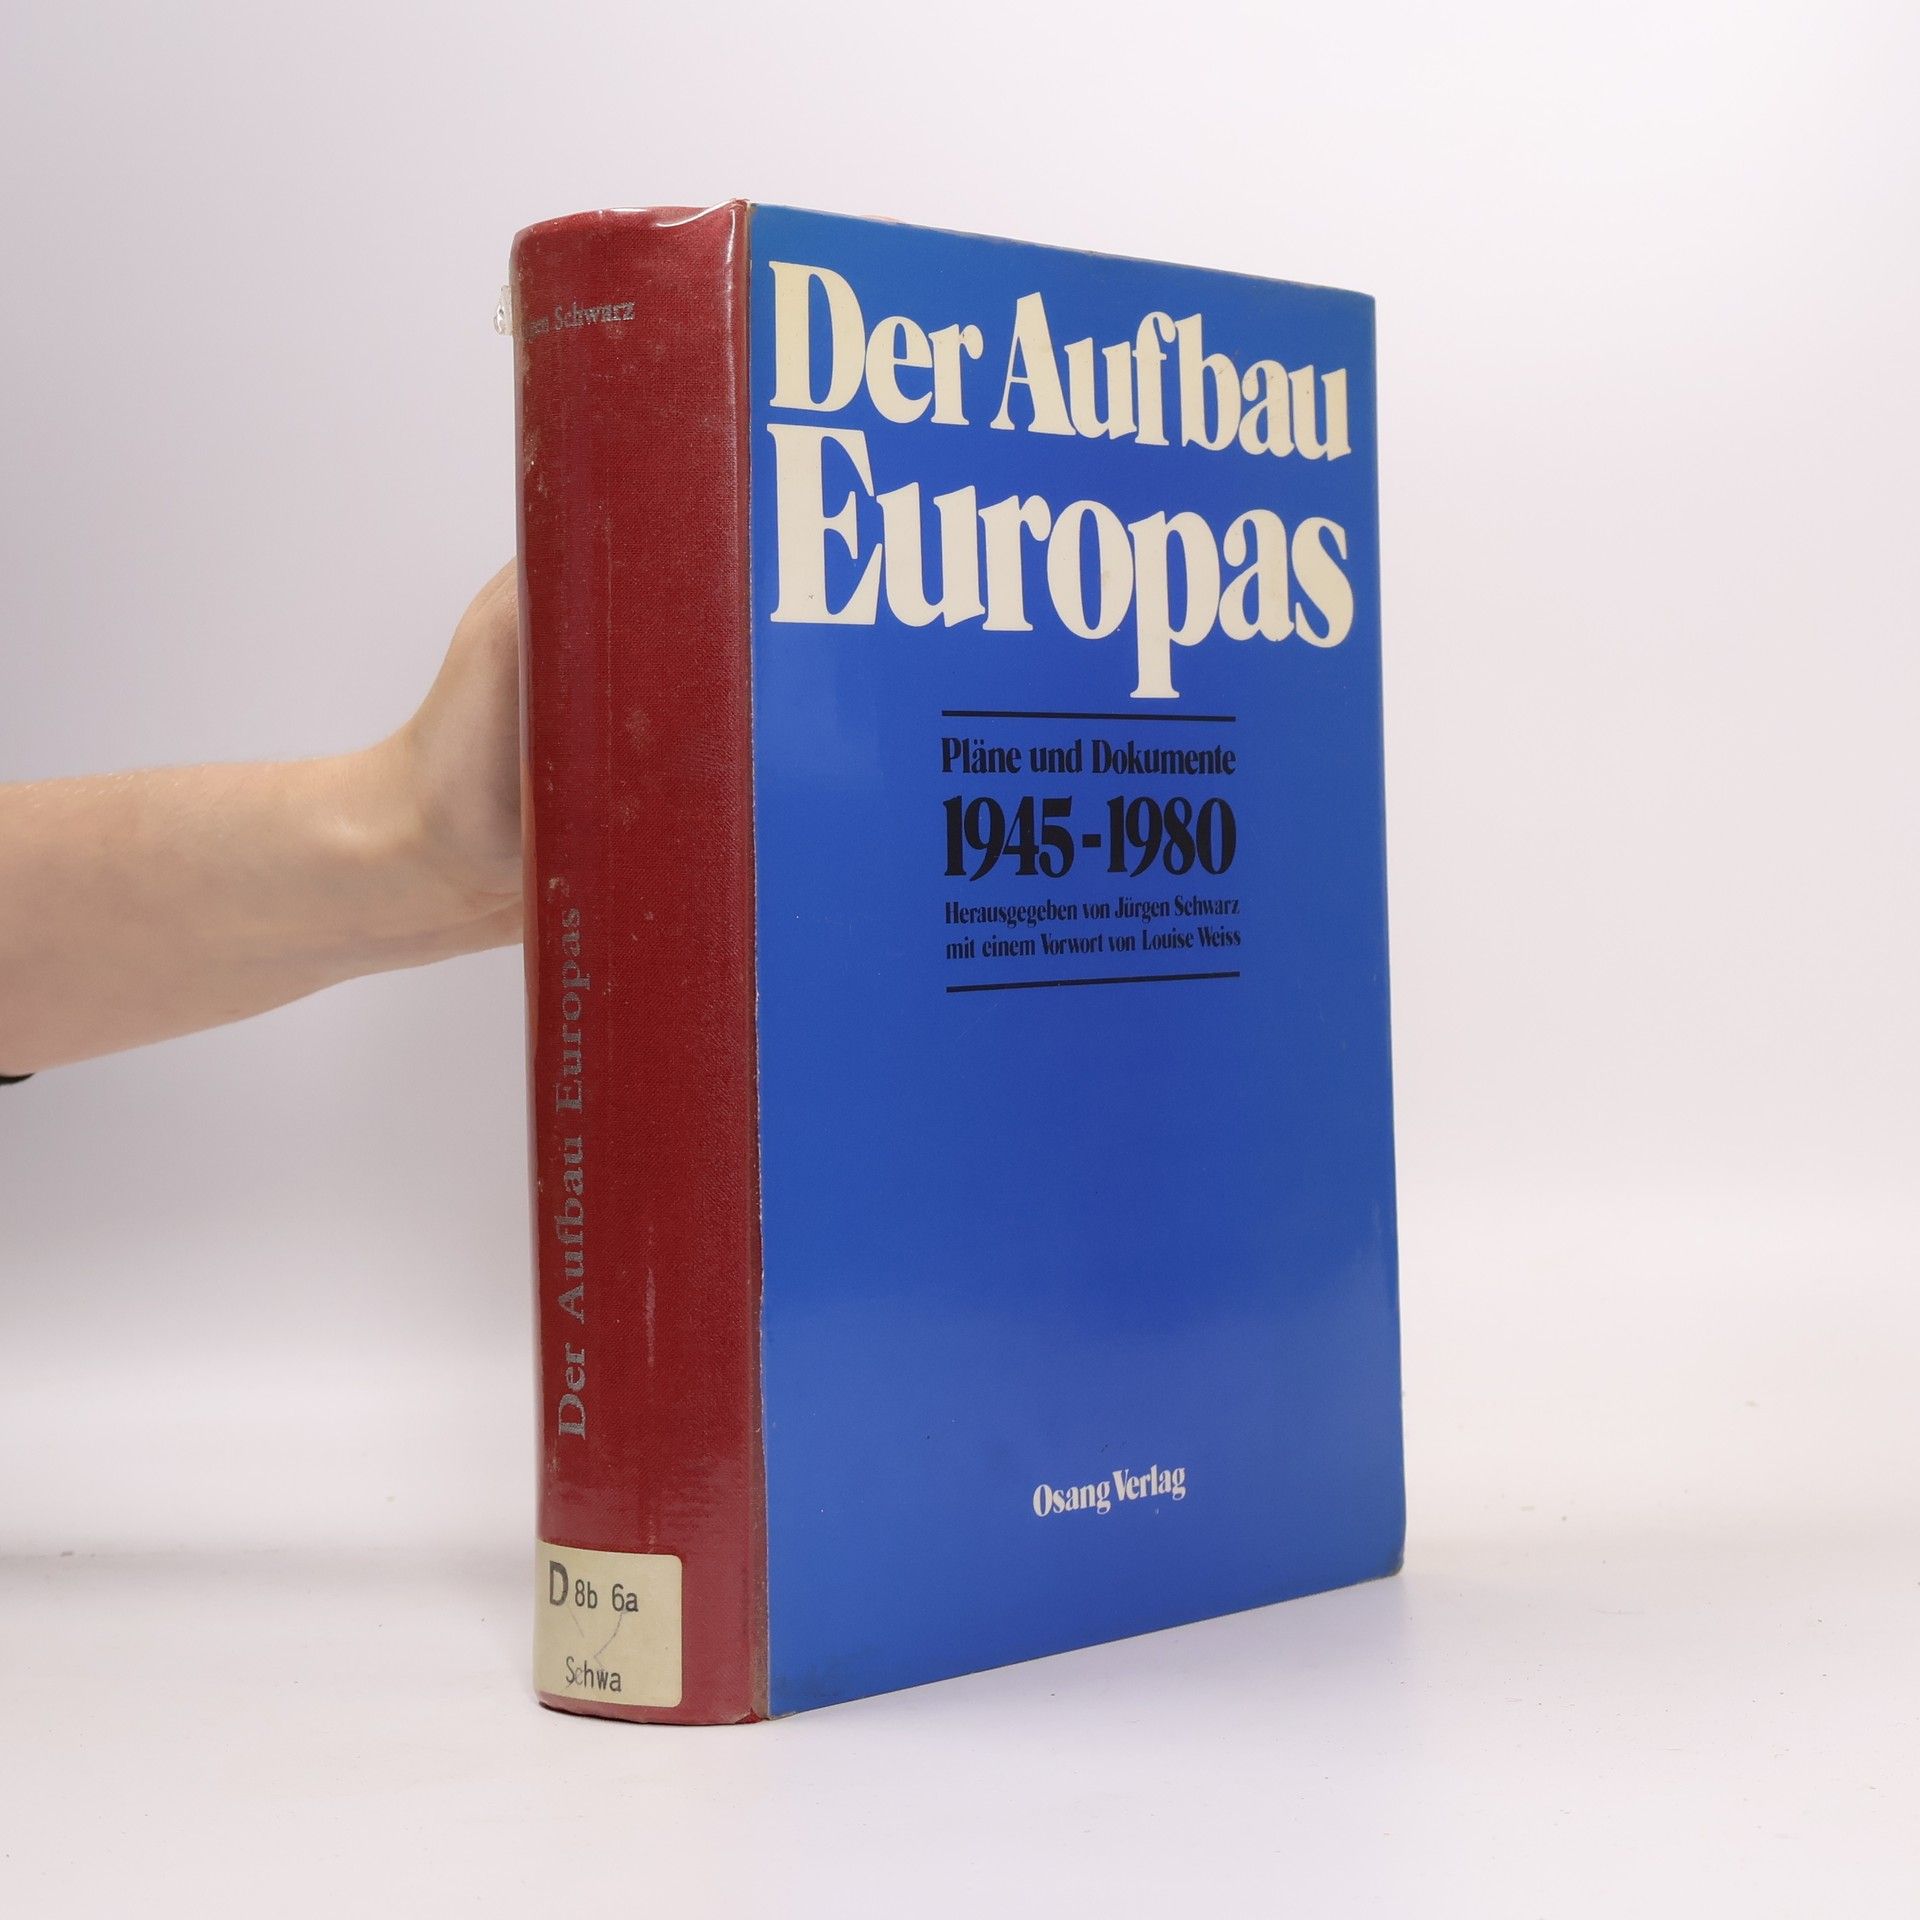 Schwarz
Der Aufbau Europas
D 8b 6a
Schwa
Der Aufbau
Europas
Pläne und Dokumente
1945-1980
Herausgegeben von Jürgen Schwarz
mit einem Vorwort von Louise Weiss
Osang Verlag